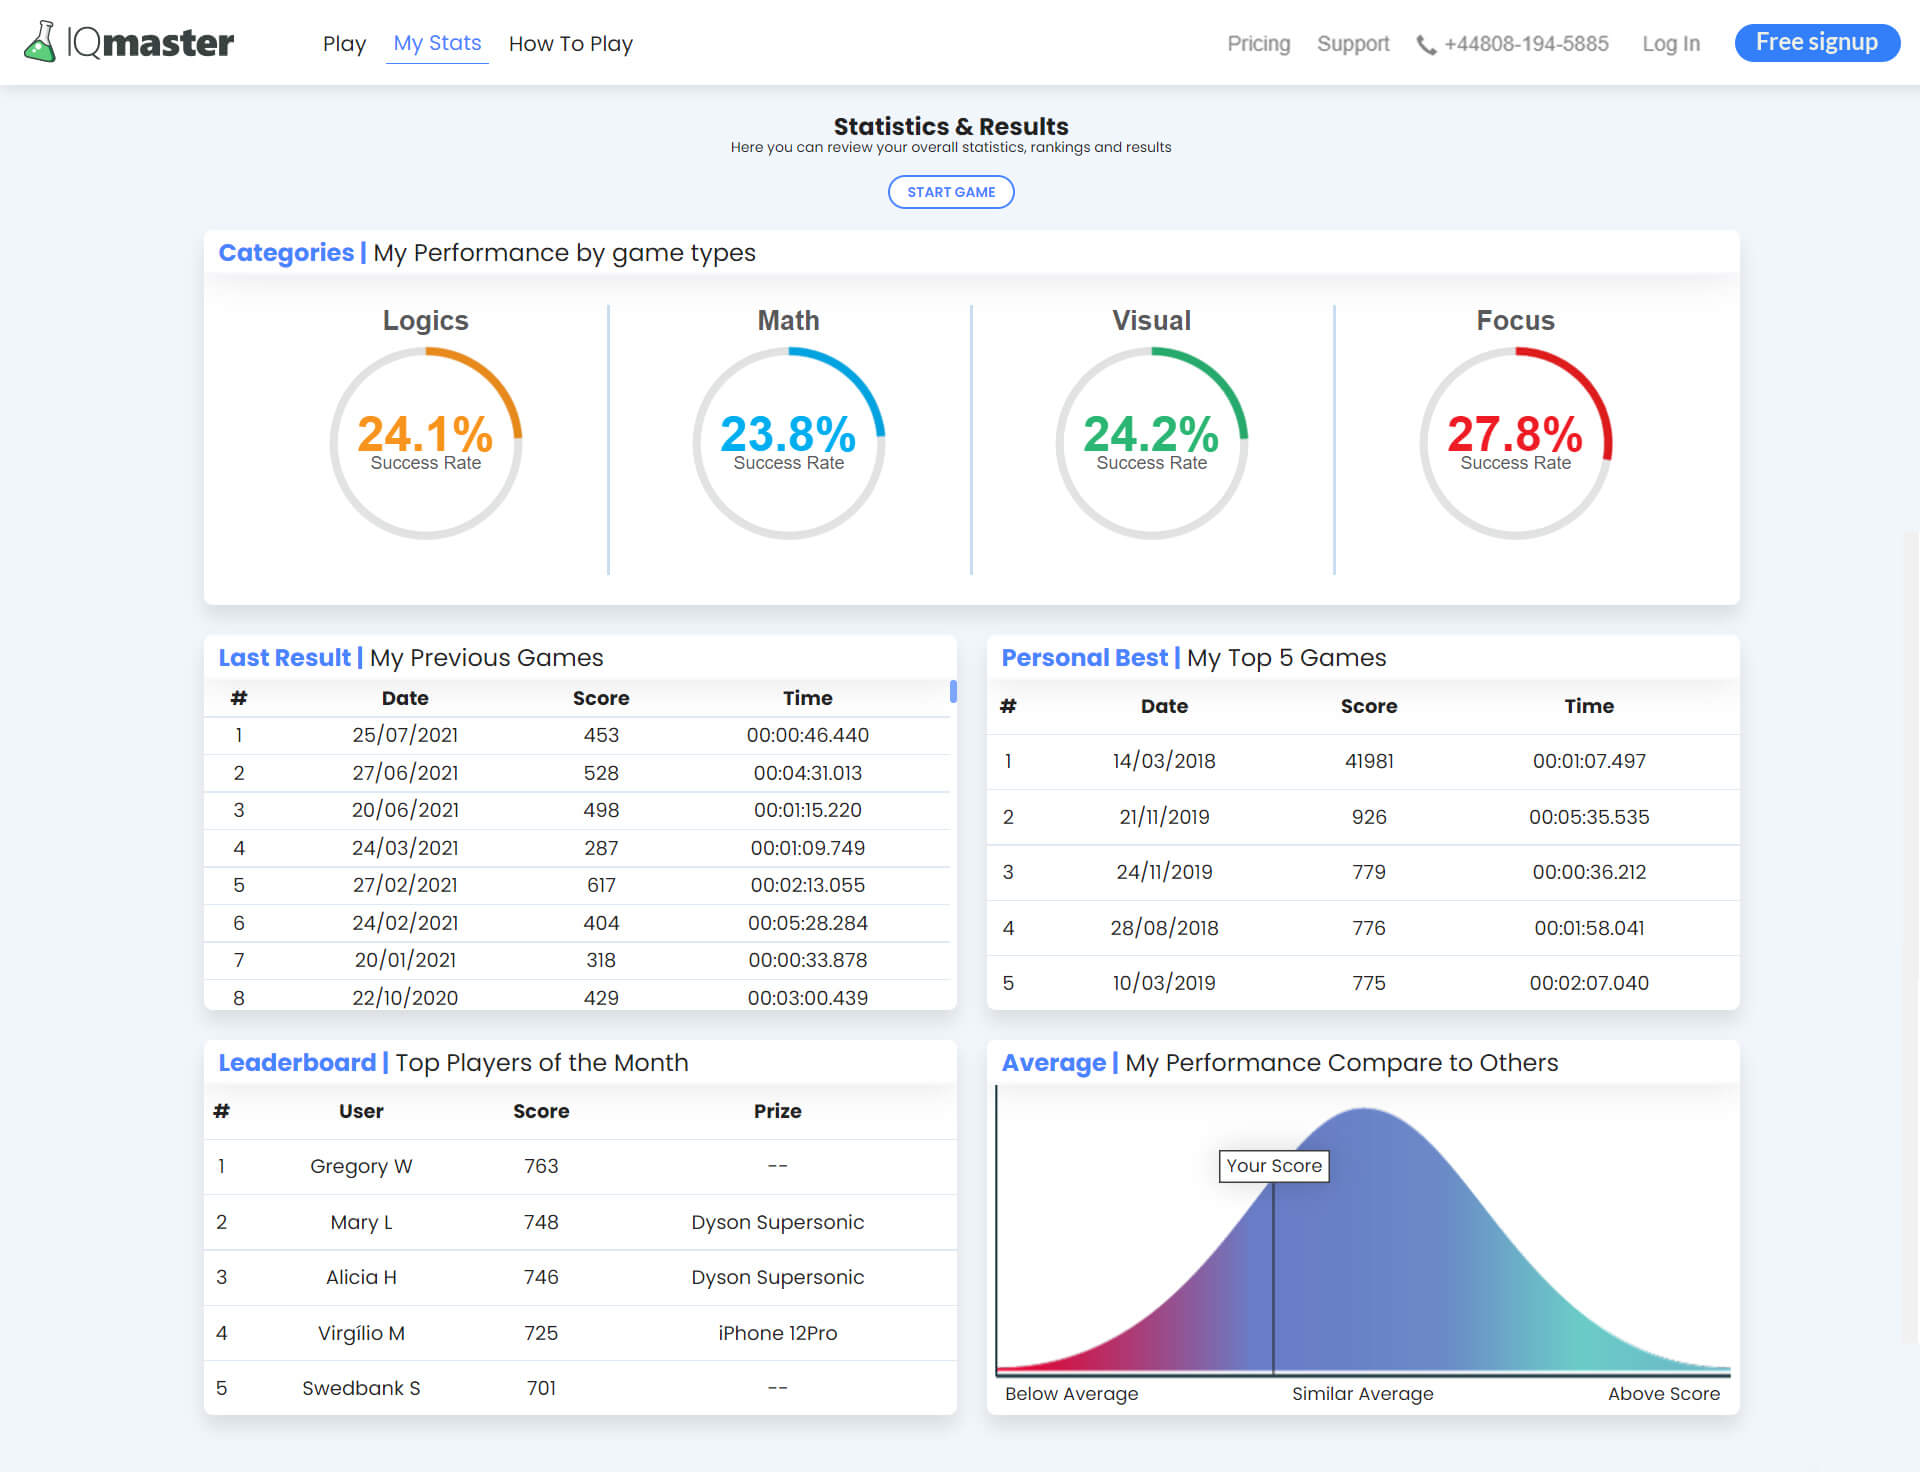 IQmaster
Play My Stats How To Play
Pricing Support +44808-194-5885 Log In Free signup
Statistics & Results
Here you can review your overall statistics, rankings and results
START GAME
Categories | My Performance by game types
Logics Math Visual Focus
24.1% 23.8% 24.2% 27.8%
Success Rate Success Rate Success Rate Success Rate
Last Result | My Previous Games
# Date Score Time
1 25/07/2021 453 00:00:46.440
2 27/06/2021 528 00:04:31.013
3 20/06/2021 498 00:01:15.220
4 24/03/2021 287 00:01:09.749
5 27/02/2021 617 00:02:13.055
6 24/02/2021 404 00:05:28.284
7 20/01/2021 318 00:00:33.878
8 22/10/2020 429 00:03:00.439
Personal Best | My Top 5 Games
# Date Score Time
1 14/03/2018 41981 00:01:07.497
2 21/11/2019 926 00:05:35.535
3 24/11/2019 779 00:00:36.212
4 28/08/2018 776 00:01:58.041
5 10/03/2019 775 00:02:07.040
Leaderboard | Top Players of the Month
# User Score Prize
1 Gregory W 763 --
2 Mary L 748 Dyson Supersonic
3 Alicia H 746 Dyson Supersonic
4 Virgílio M 725 iPhone 12Pro
5 Swedbank S 701 --
Average | My Performance Compare to Others
Your Score
Below Average Similar Average Above Score